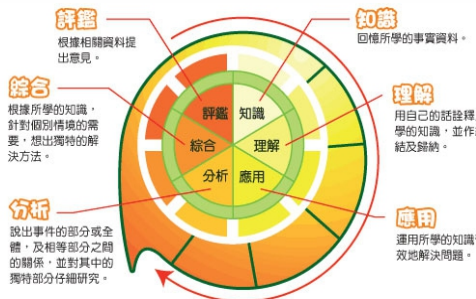 評鑑
根據相關資料提
出意見。
知識
回憶所學的事實資料。
綜合
根據所學的知識,
針對個別情境的需
要,想出獨特的解
決方法。
理解
用自己的話詮釋
學的知識,並作
結及歸納。
分析
說出事件的部分或全
體,及相等部分之間
的關係,並對其中的
獨特部分仔細研究。
應用
運用所學的知識
效地解決問題。
評鑑
知識
綜合
理解
分析
應用